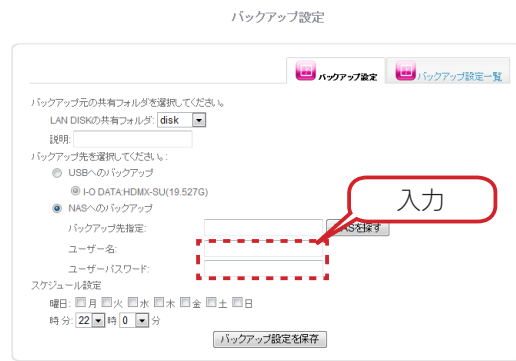 バックアップ設定
バックアップ設定 バックアップ設定一覧
バックアップ元の共有フォルダを選択してください。
LAN DISKの共有フォルダ: disk
説明:
バックアップ先を選択してください。:
USBへのバックアップ
I-O DATA:HDMX-SU(19.527G)
NASへのバックアップ
入力
バックアップ先指定: ASを探す
ユーザー名:
ユーザーパスワード:
スケジュール設定
曜日: 月 火 水 木 金 土 日
時分: 22 時 0 分
バックアップ設定を保存